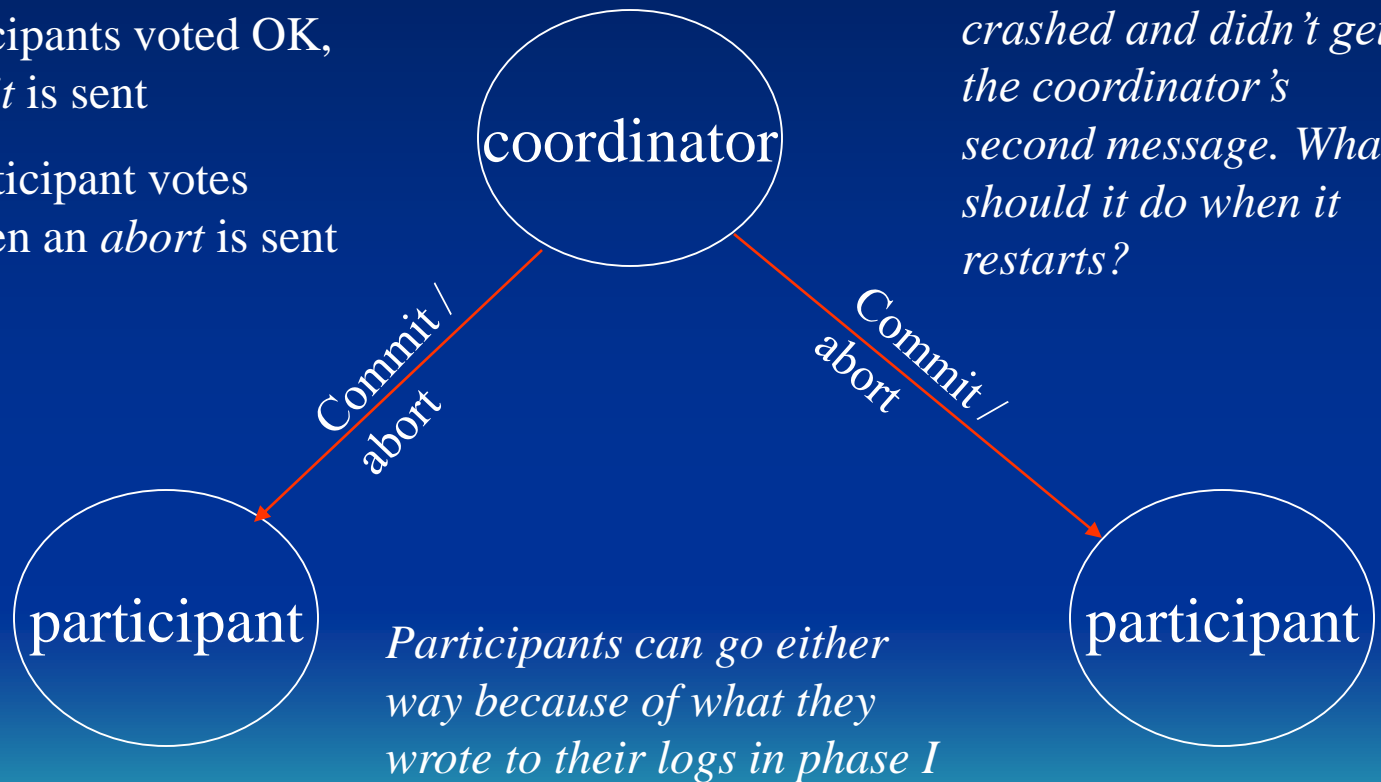 cipants voted OK,
it is sent
ticipant votes
en an abort is sent
coordinator
crashed and didn't get
the coordinator's
second message. Wha
should it do when it
restarts?
Commit /
abort
Commit /
abort
participant
Participants can go either
way because of what they
wrote to their logs in phase I
participant